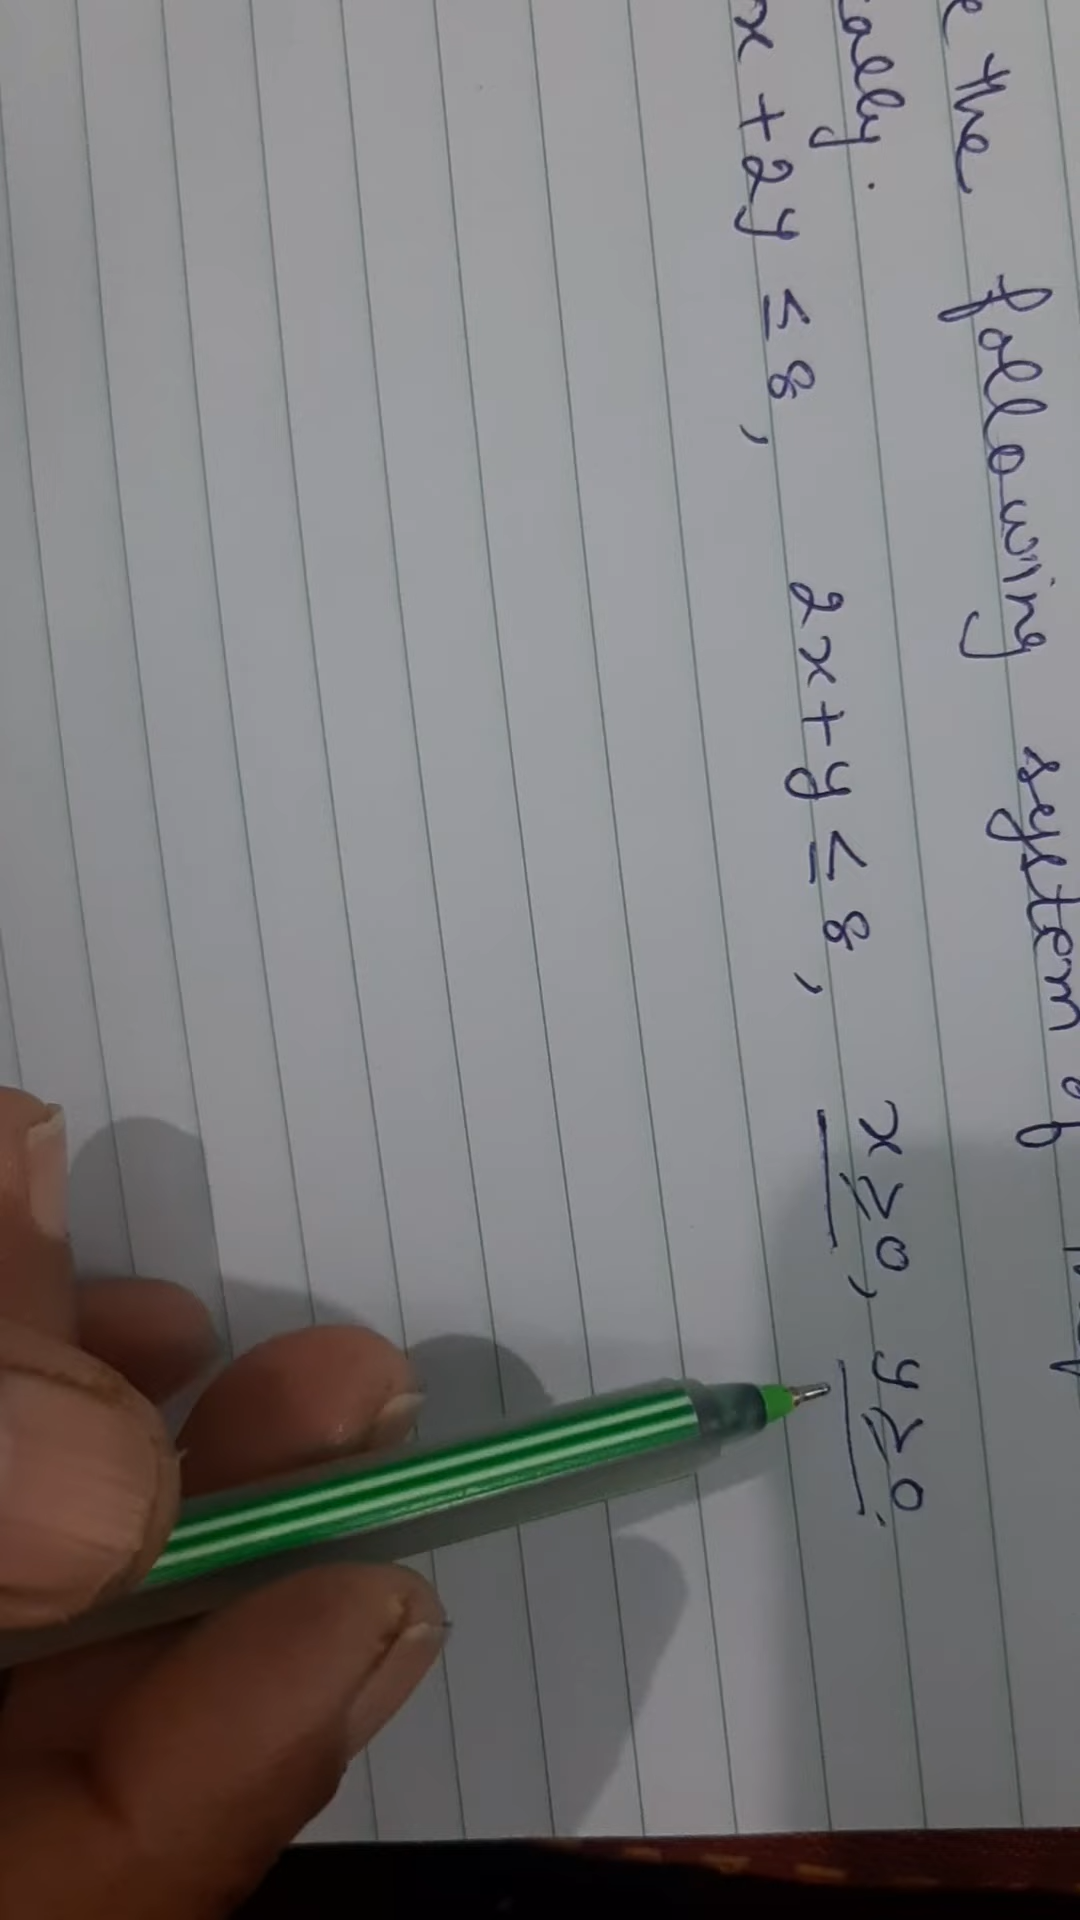 the following system of
ally.
x + 2y ≤ 8, 2x + y ≤ 8, x ≥ 0, y ≥ 0